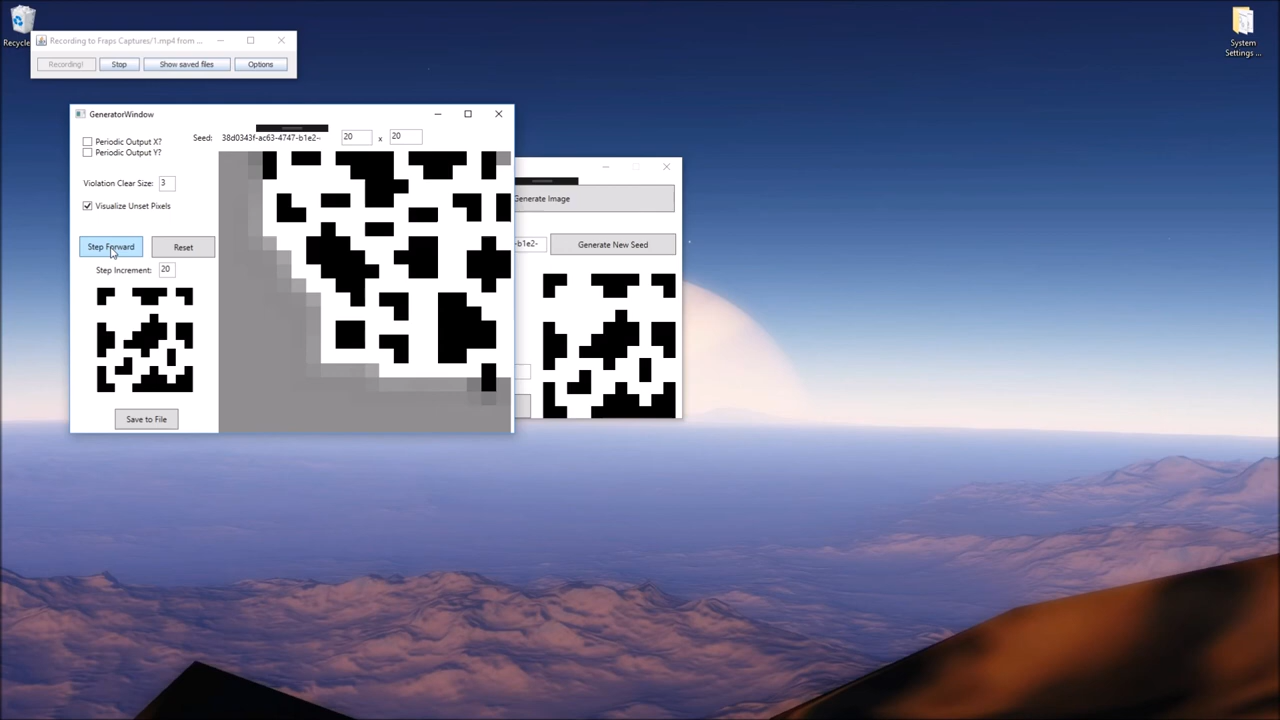 Recycle
System
Settings ...
Recording to Fraps Captures/1.mp4 from ...
Recording!
Stop
Show saved files
Options
GeneratorWindow
Periodic Output X?
Periodic Output Y?
Seed:
38d0343f-ac63-4747-b1e2-
20
x
20
Violation Clear Size:
3
Visualize Unset Pixels
Step Forward
Reset
Step Increment:
20
Save to File
Generate Image
-b1e2-
Generate New Seed